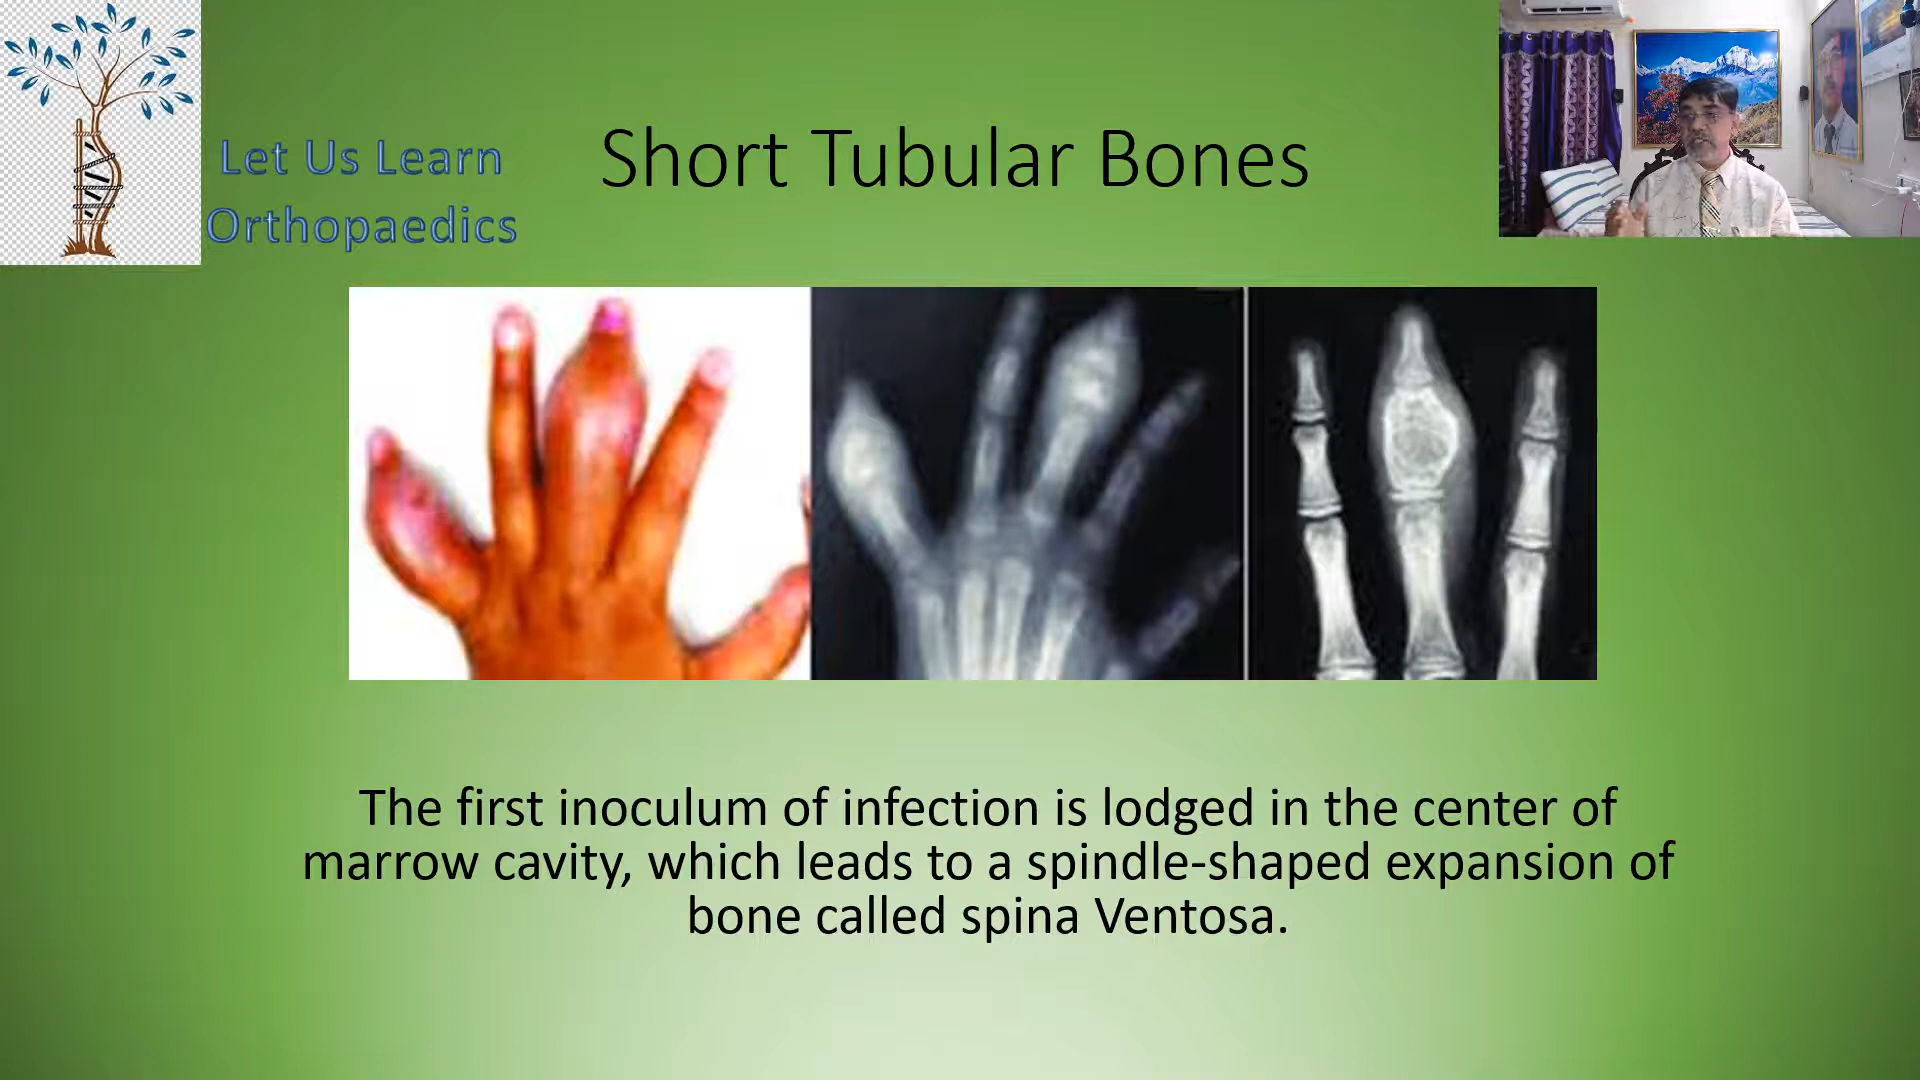 Let Us Learn
Orthopaedics
Short Tubular Bones
The first inoculum of infection is lodged in the center of
marrow cavity, which leads to a spindle-shaped expansion of
bone called spina Ventosa.